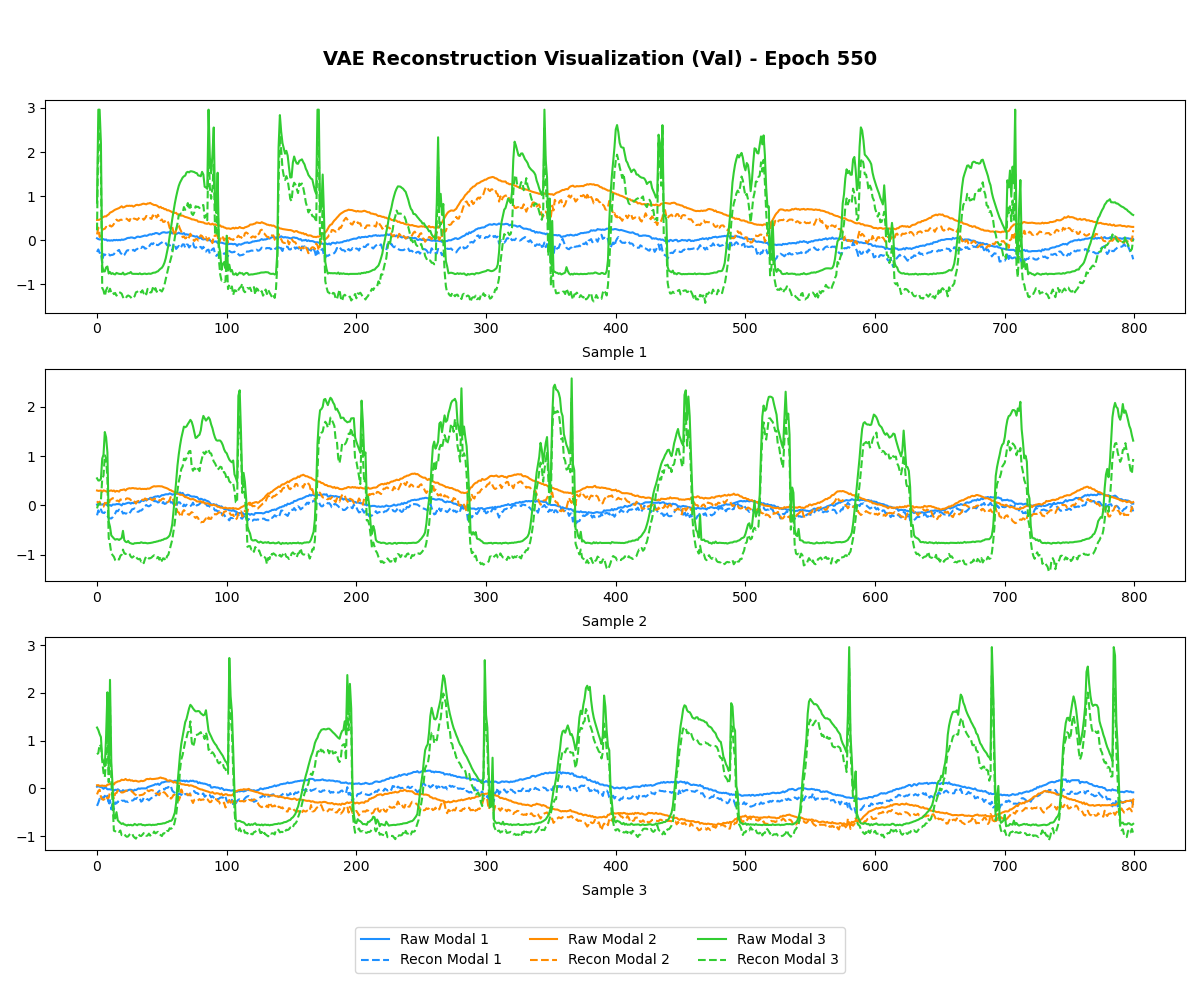 VAE Reconstruction Visualization (Val) - Epoch 550
3
2
1
0
−1
0 100 200 300 400 500 600 700 800
Sample 1
2
1
0
−1
0 100 200 300 400 500 600 700 800
Sample 2
3
2
1
0
−1
0 100 200 300 400 500 600 700 800
Sample 3
Raw Modal 1 Raw Modal 2 Raw Modal 3
Recon Modal 1 Recon Modal 2 Recon Modal 3